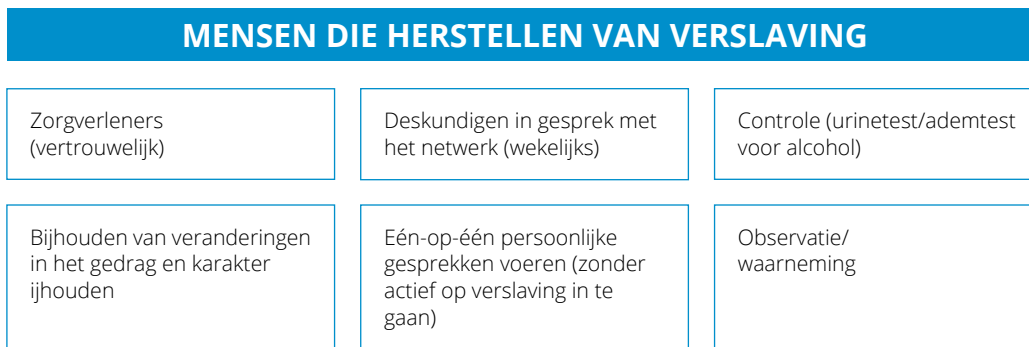 MENSEN DIE HERSTELLEN VAN VERSLAVING
Zorgverleners
(vertrouwelijk)
Deskundigen in gesprek met
het netwerk (wekelijks)
Controle (urinetest/ademtest
voor alcohol)
Bijhouden van veranderingen
in het gedrag en karakter
ijhouden
Eén-op-één persoonlijke
gesprekken voeren (zonder
actief op verslaving in te
gaan)
Observatie/
waarneming